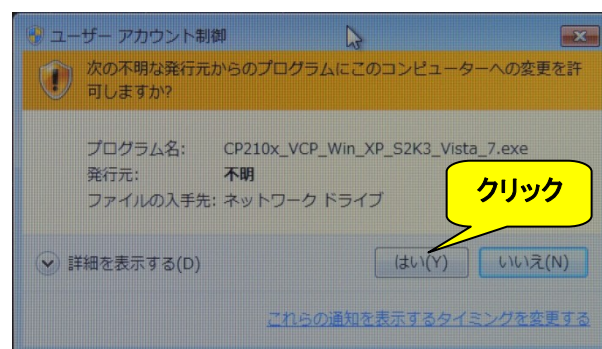 ユーザー アカウント制御
次の不明な発行元からのプログラムにこのコンピューターへの変更を許
可しますか?
プログラム名: CP210x_VCP_Win_XP_S2K3_Vista_7.exe
発行元: 不明
ファイルの入手先: ネットワーク ドライブ
クリック
詳細を表示する(D)
はい(Y)
いいえ(N)
これらの通知を表示するタイミングを変更する